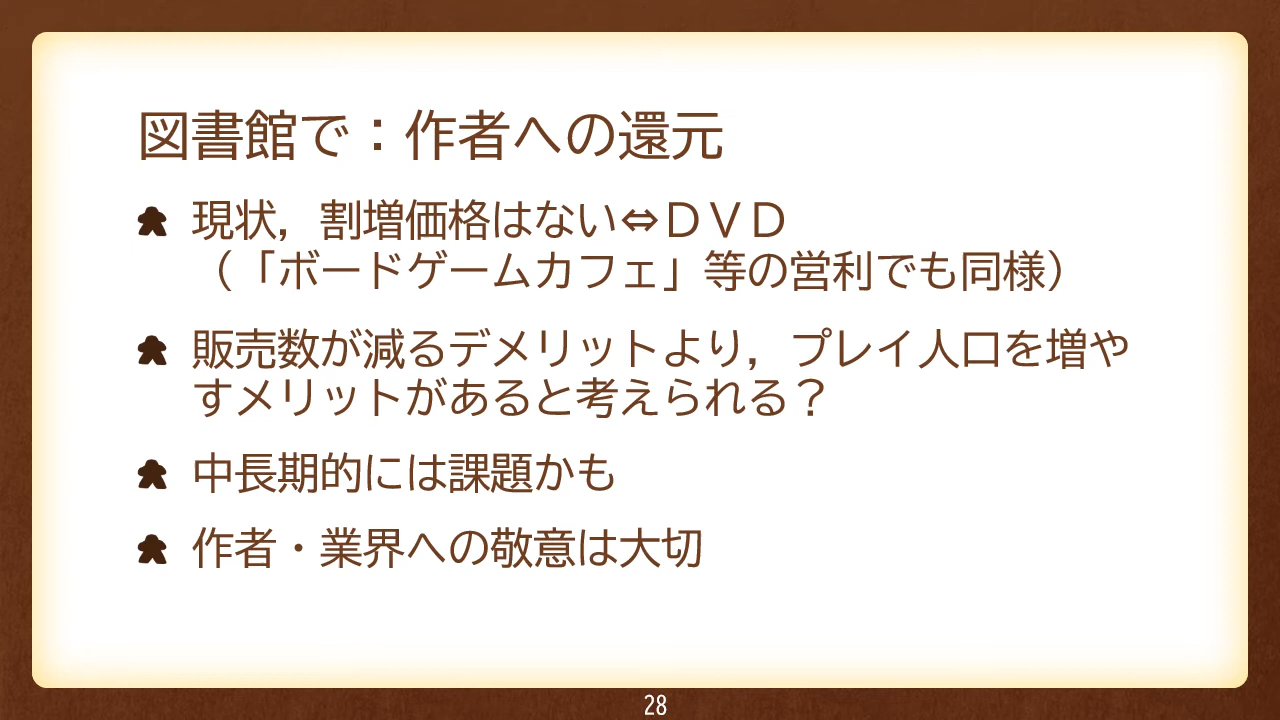 図書館で：作者への還元
現状，割増価格はない⇔ＤＶＤ
（「ボードゲームカフェ」等の営利でも同様）
販売数が減るデメリットより，プレイ人口を増や
すメリットがあると考えられる？
中長期的には課題かも
作者・業界への敬意は大切
28